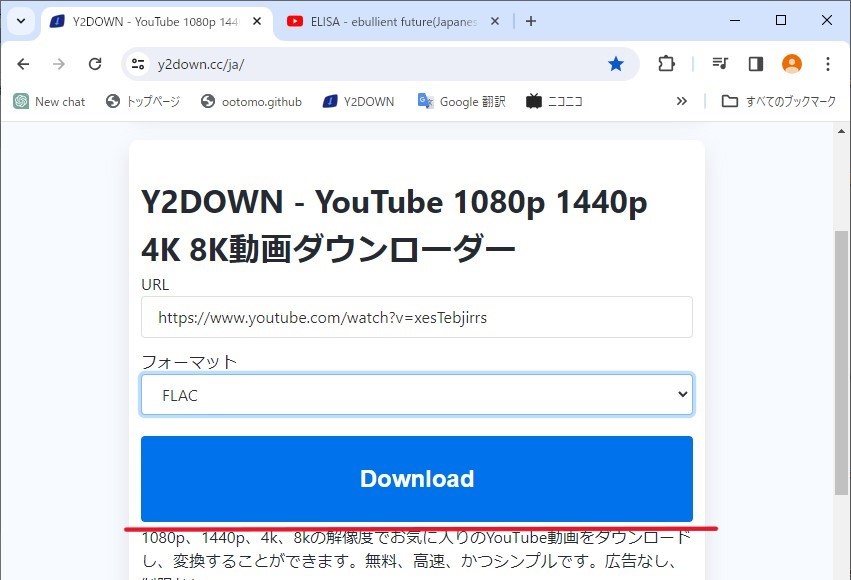 Y2DOWN - YouTube 1080p 144
ELISA - ebullient future(Japanes
y2down.cc/ja/
New chat
トップページ
ootomo.github
Y2DOWN
Google 翻訳
ニコニコ
»
すべてのブックマーク
Y2DOWN - YouTube 1080p 1440p
4K 8K動画ダウンローダー
URL
https://www.youtube.com/watch?v=xesTebjirrs
フォーマット
FLAC
Download
1080p、1440p、4k、8kの解像度でお気に入りのYouTube動画をダウンロード
し、変換することができます。無料、高速、かつシンプルです。広告なし、